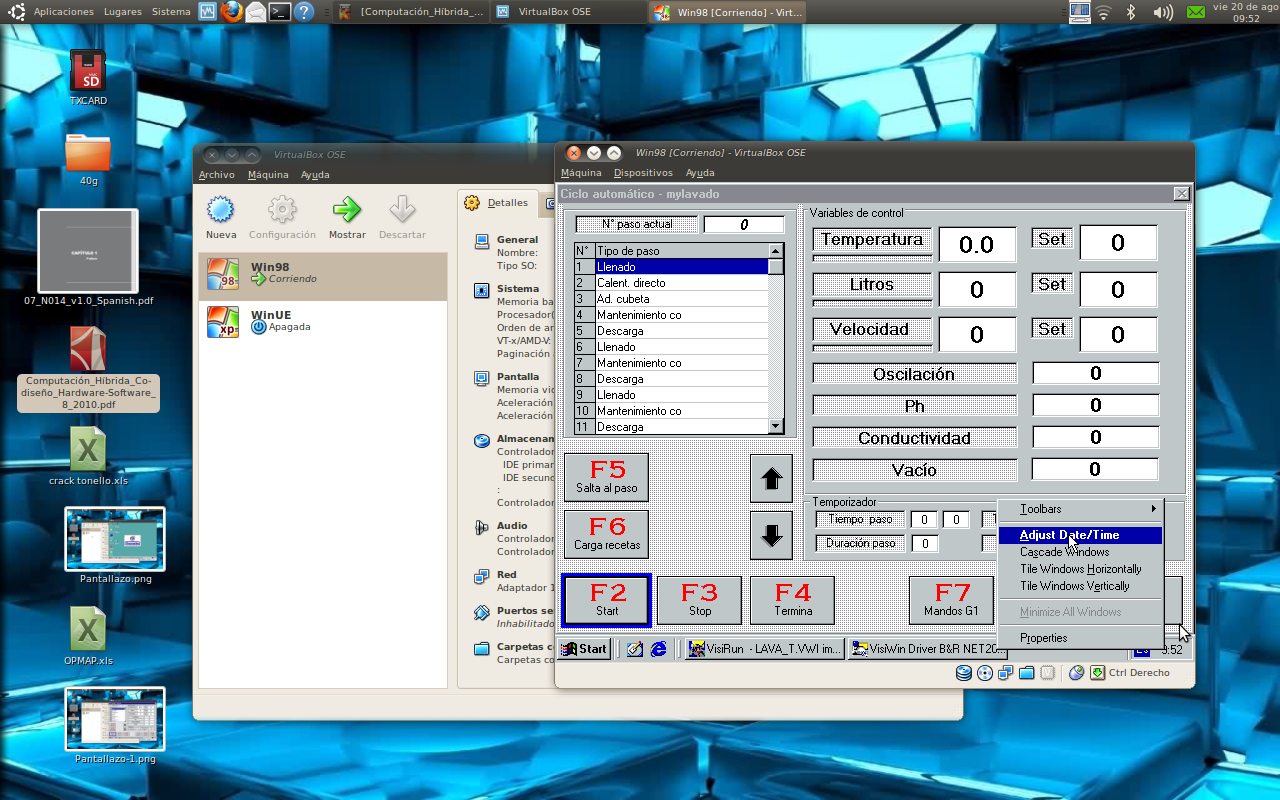 Aplicaciones Lugares Sistema
[Computación_Híbrida_...
VirtualBox OSE
Win98 [Corriendo] - Virt...
vie 20 de ago
09:52
TXCARD
40g
CAPÍTULO 1
07_N014_v1.0_Spanish.pdf
Computación_Híbrida_Co-
diseño_Hardware-Software_
8_2010.pdf
crack tonello.xls
Pantallazo.png
OPMAP.xls
Pantallazo-1.png
VirtualBox OSE
Archivo Máquina Ayuda
Nueva Configuración Mostrar Descartar
Win98
Corriendo
WinUE
Apagada
Detalles
General
Nombre:
Tipo SO:
Sistema
Memoria ba
Procesador(
Orden de ar
VT-x/AMD-V:
Paginación
Pantalla
Memoria vid
Aceleración
Aceleración
Almacenam
Controlador
IDE primar
IDE secund
:
Controlador
Audio
Controlador
Controlador
Red
Adaptador 1
Puertos se
Inhabilitado
Carpetas c
Carpetas co
Win98 [Corriendo] - VirtualBox OSE
Máquina Dispositivos Ayuda
Ciclo automático - mylavado
N° paso actual 0
N° Tipo de paso
1 Llenado
2 Calent. directo
3 Ad. cubeta
4 Mantenimiento co
5 Descarga
6 Llenado
7 Mantenimiento co
8 Descarga
9 Llenado
10 Mantenimiento co
11 Descarga
Variables de control
Temperatura 0.0 Set 0
Litros 0 Set 0
Velocidad 0 Set 0
Oscilación 0
Ph 0
Conductividad 0
Vacío 0
F5
Salta al paso
F6
Carga recetas
Temporizador
Tiempo paso 0 0
Duración paso 0
F2
Start
F3
Stop
F4
Termina
F7
Mandos G1
Toolbars
Adjust Date/Time
Cascade Windows
Tile Windows Horizontally
Tile Windows Vertically
Minimize All Windows
Properties
Start
VisiRun - LAVA_T.VWI im...
VisiWin Driver B&R NET20...
Ctrl Derecho